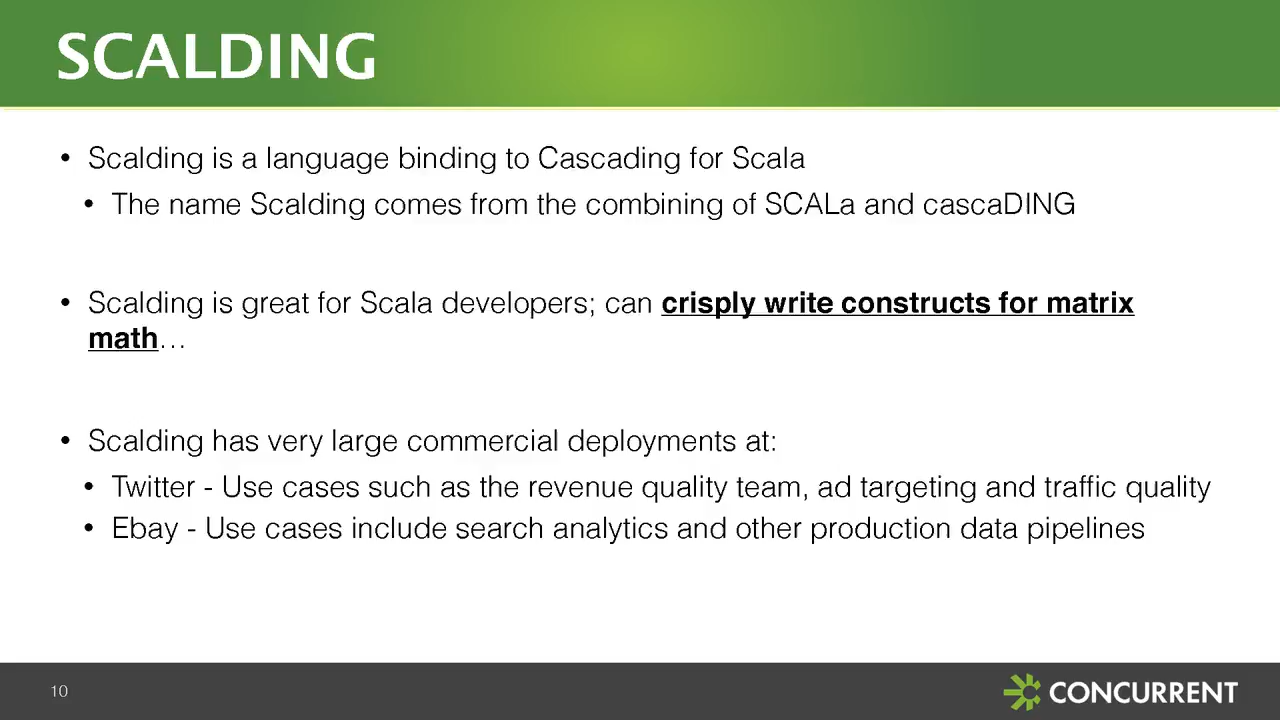 SCALDING
• Scalding is a language binding to Cascading for Scala
• The name Scalding comes from the combining of SCALa and cascaDING
• Scalding is great for Scala developers; can crisply write constructs for matrix
math…
• Scalding has very large commercial deployments at:
• Twitter - Use cases such as the revenue quality team, ad targeting and traffic quality
• Ebay - Use cases include search analytics and other production data pipelines
10
CONCURRENT